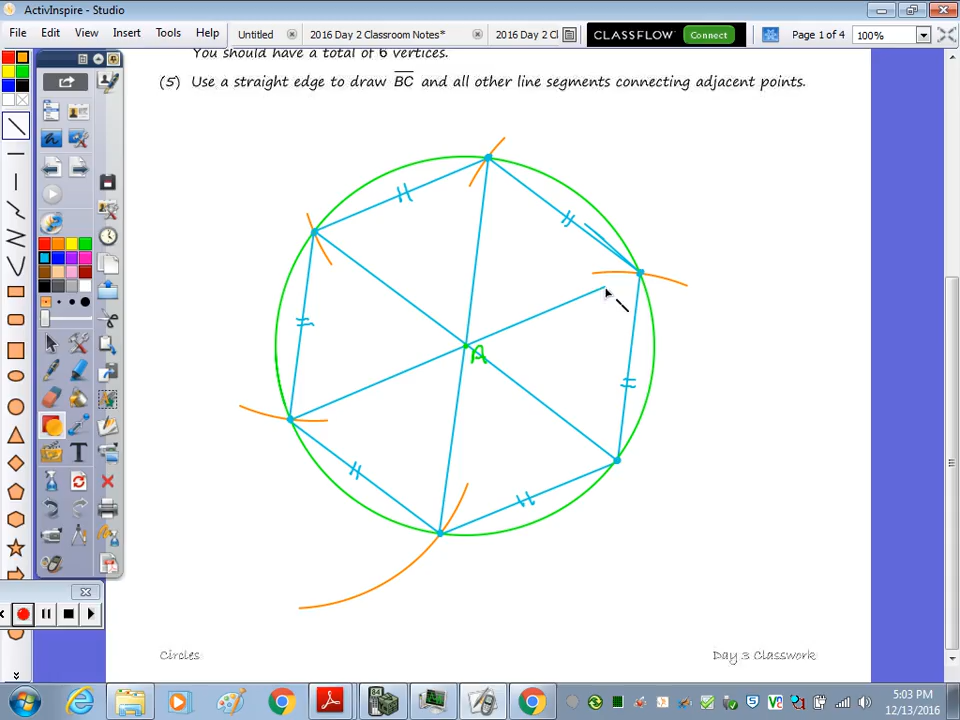 ActivInspire - Studio
File Edit View Insert Tools Help
Untitled
2016 Day 2 Classroom Notes*
2016 Day 2 Cl
CLASSFLOW Connect
Page 1 of 4
100%
You should have a total of 6 vertices.
(5) Use a straight edge to draw BC and all other line segments connecting adjacent points.
A
Circles
Day 3 Classwork
5:03 PM
12/13/2016